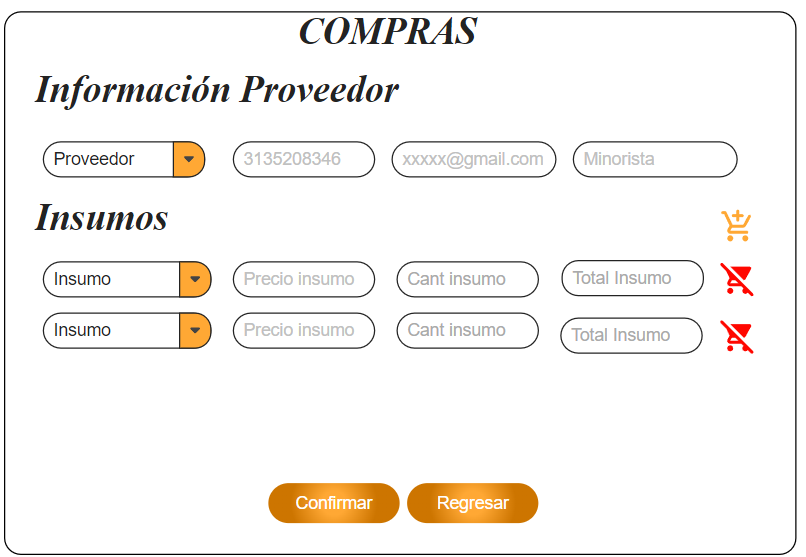 COMPRAS
Información Proveedor
Proveedor 3135208346 xxxxx@gmail.com Minorista
Insumos
Insumo Precio insumo Cant insumo Total Insumo
Insumo Precio insumo Cant insumo Total Insumo
Confirmar Regresar